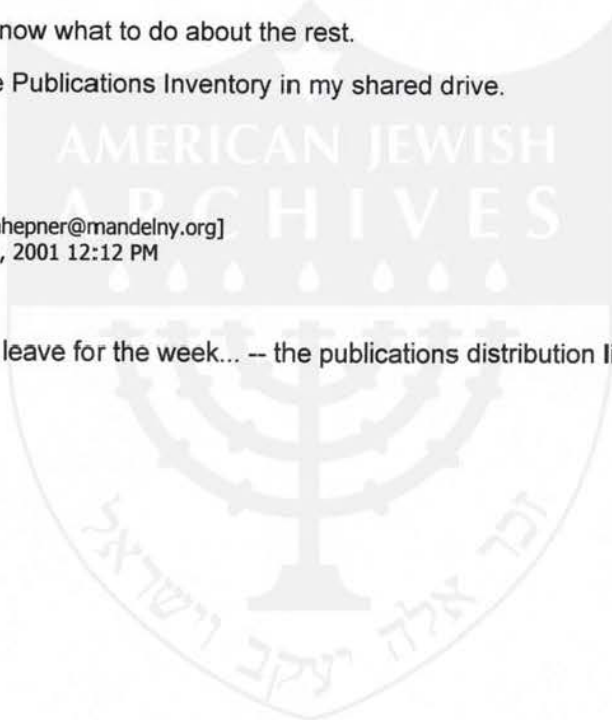 now what to do about the rest.
e Publications Inventory in my shared drive.
AMERICAN JEWISH
ARCHIVES
hepner@mandelny.org]
, 2001 12:12 PM
leave for the week... -- the publications distribution li
זכר אלה יעקב וישראל